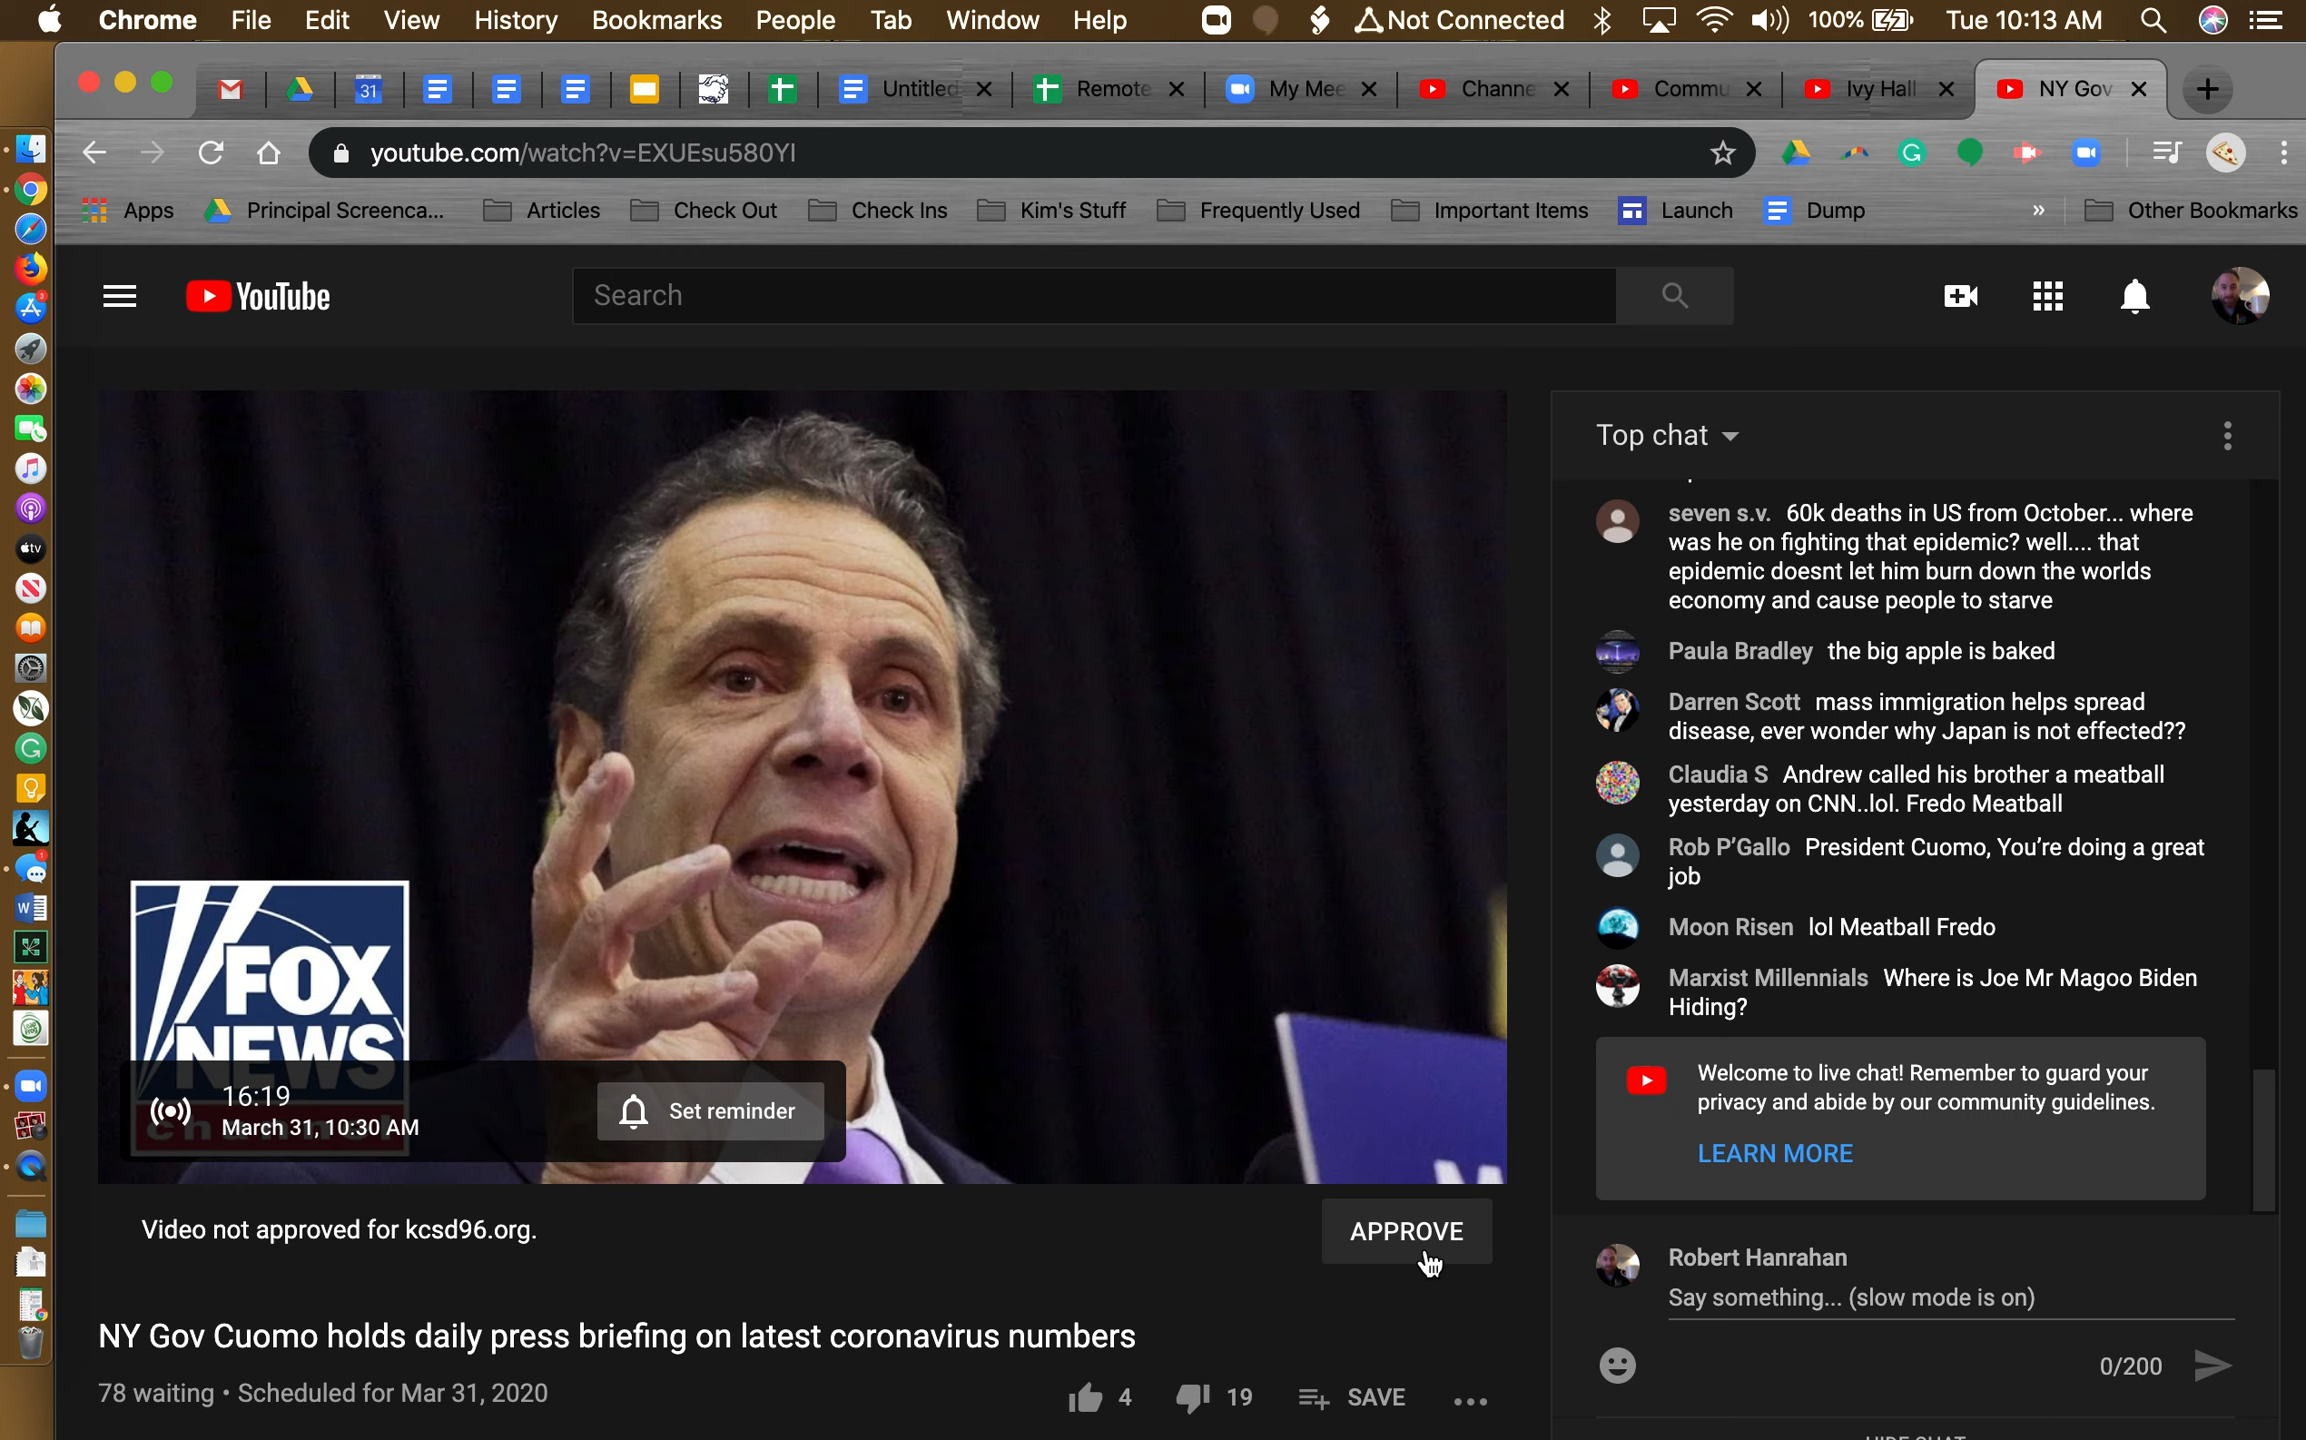 Chrome File Edit View History Bookmarks People Tab Window Help Not Connected 100% Tue 10:13 AM
31 Untitled Remote My Mee Channe Commu Ivy Hall NY Gov
youtube.com/watch?v=EXUEsu580YI
Apps Principal Screenca... Articles Check Out Check Ins Kim's Stuff Frequently Used Important Items Launch Dump » Other Bookmarks
YouTube
Search
Top chat
seven s.v. 60k deaths in US from October... where
was he on fighting that epidemic? well.... that
epidemic doesnt let him burn down the worlds
economy and cause people to starve
Paula Bradley the big apple is baked
Darren Scott mass immigration helps spread
disease, ever wonder why Japan is not effected??
Claudia S Andrew called his brother a meatball
yesterday on CNN..lol. Fredo Meatball
Rob P'Gallo President Cuomo, You're doing a great
job
Moon Risen lol Meatball Fredo
Marxist Millennials Where is Joe Mr Magoo Biden
Hiding?
Welcome to live chat! Remember to guard your
privacy and abide by our community guidelines.
LEARN MORE
Robert Hanrahan
Say something... (slow mode is on)
0/200
FOX
NEWS
channel
16:19
March 31, 10:30 AM
Set reminder
Video not approved for kcsd96.org.
APPROVE
NY Gov Cuomo holds daily press briefing on latest coronavirus numbers
78 waiting • Scheduled for Mar 31, 2020
4 19 SAVE
tv
W